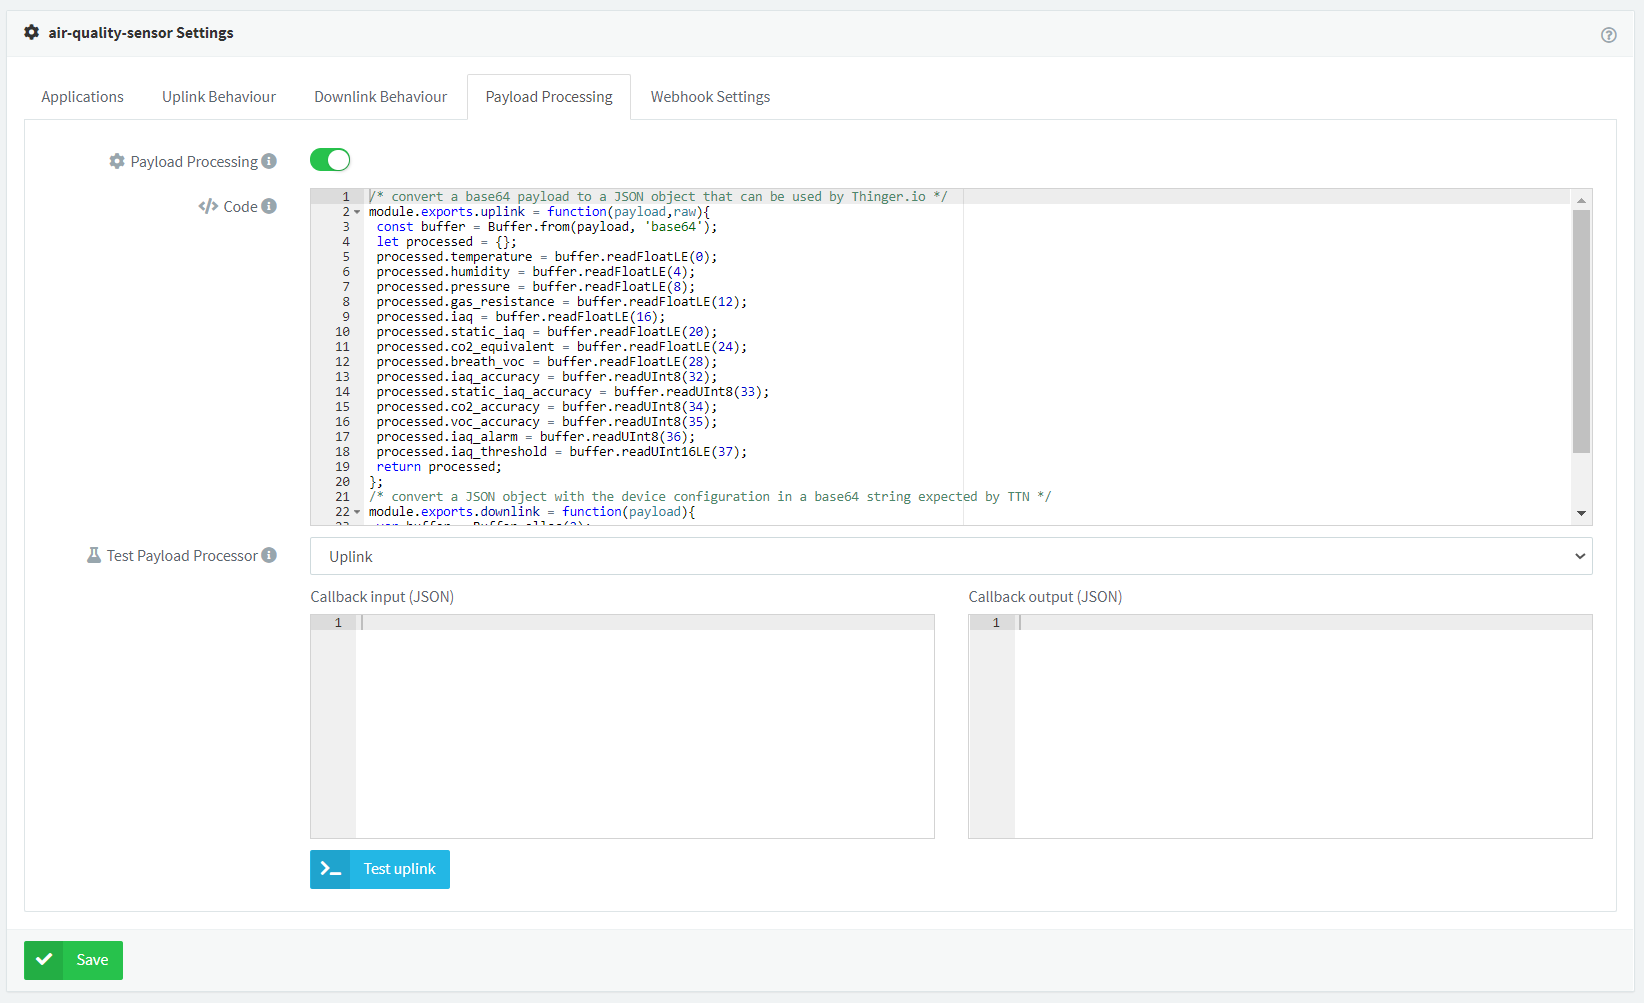 air-quality-sensor Settings
Applications
Uplink Behaviour
Downlink Behaviour
Payload Processing
Webhook Settings
Payload Processing
Code
1 /* convert a base64 payload to a JSON object that can be used by Thinger.io */
2 module.exports.uplink = function(payload,raw){
3 const buffer = Buffer.from(payload, 'base64');
4 let processed = {};
5 processed.temperature = buffer.readFloatLE(0);
6 processed.humidity = buffer.readFloatLE(4);
7 processed.pressure = buffer.readFloatLE(8);
8 processed.gas_resistance = buffer.readFloatLE(12);
9 processed.iaq = buffer.readFloatLE(16);
10 processed.static_iaq = buffer.readFloatLE(20);
11 processed.co2_equivalent = buffer.readFloatLE(24);
12 processed.breath_voc = buffer.readFloatLE(28);
13 processed.iaq_accuracy = buffer.readUInt8(32);
14 processed.static_iaq_accuracy = buffer.readUInt8(33);
15 processed.co2_accuracy = buffer.readUInt8(34);
16 processed.voc_accuracy = buffer.readUInt8(35);
17 processed.iaq_alarm = buffer.readUInt8(36);
18 processed.iaq_threshold = buffer.readUInt16LE(37);
19 return processed;
20 };
21 /* convert a JSON object with the device configuration in a base64 string expected by TTN */
22 module.exports.downlink = function(payload){
Test Payload Processor
Uplink
Callback input (JSON)
Callback output (JSON)
1
1
Test uplink
Save